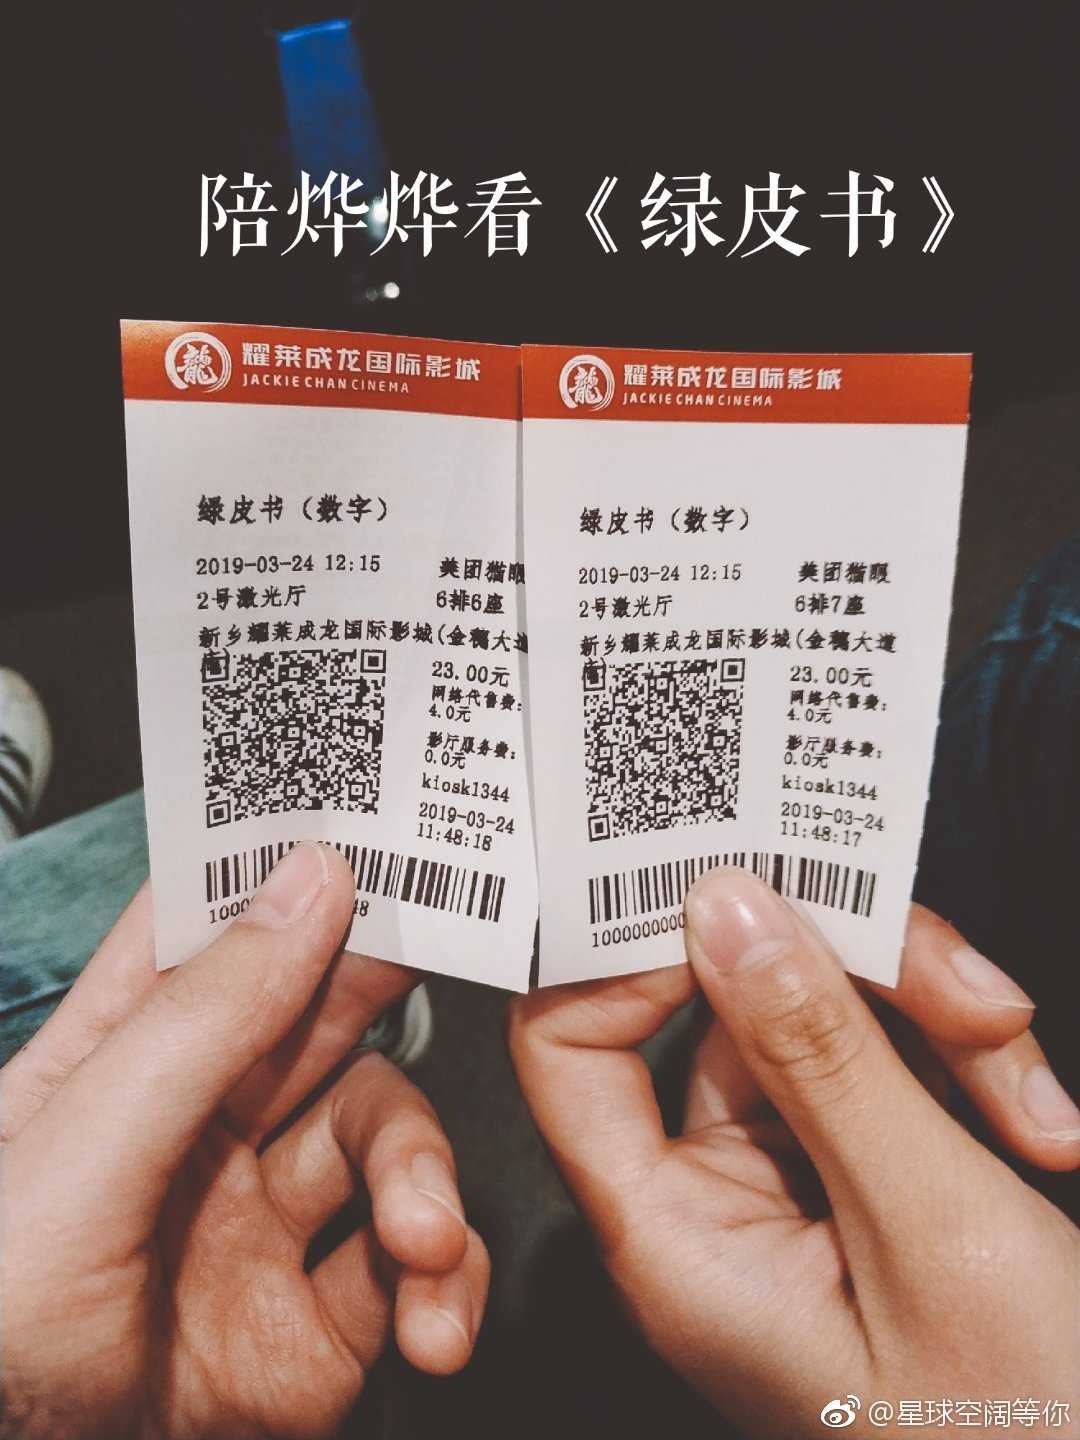 陪烨烨看《绿皮书》
龍
耀莱成龙国际影城
JACKIE CHAN CINEMA
绿皮书（数字）
2019-03-24 12:15
美团猫眼
2号激光厅
6排6座
新乡耀莱成龙国际影城(金穗大道
店)
23.00元
网络代售费:
4.0元
影厅服务费:
0.0元
kiosk1344
2019-03-24
11:48:18
龍
耀莱成龙国际影城
JACKIE CHAN CINEMA
绿皮书（数字）
2019-03-24 12:15
美团猫眼
2号激光厅
6排7座
新乡耀莱成龙国际影城(金穗大道
店)
23.00元
网络代售费:
4.0元
影厅服务费:
0.0元
kiosk1344
2019-03-24
11:48:17
@星球空阔等你